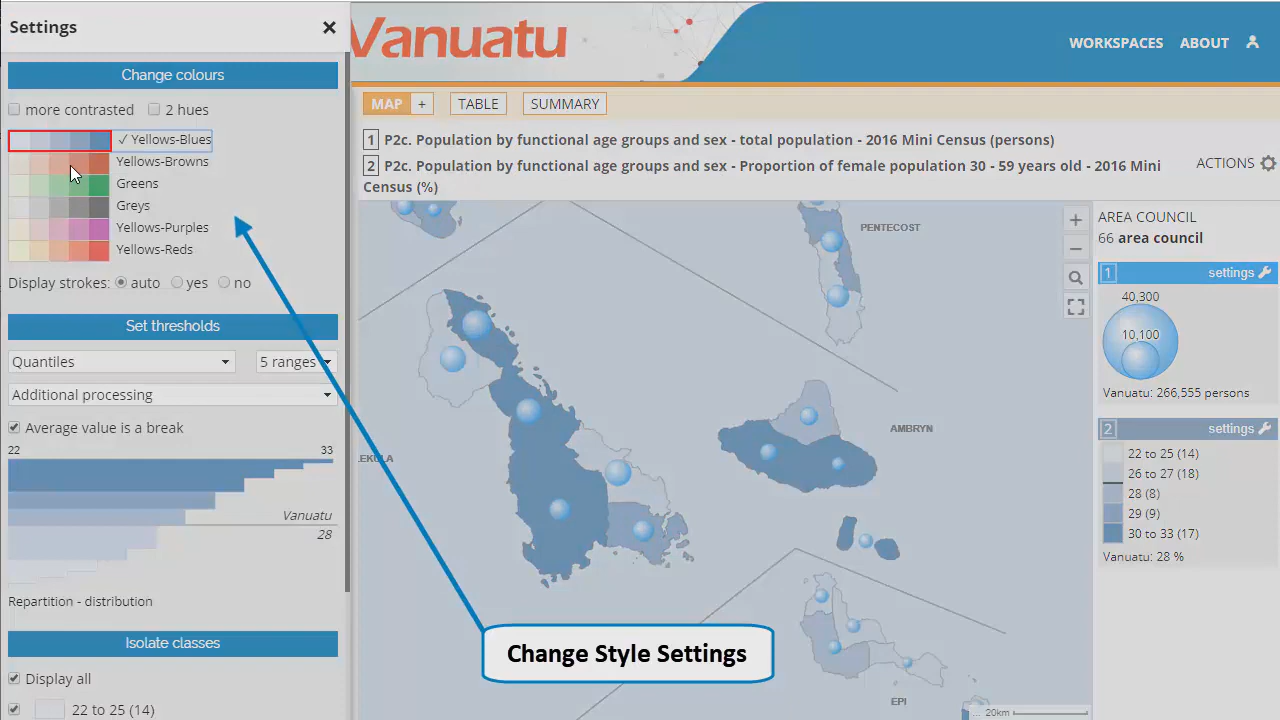 Settings
×
Change colours
more contrasted
2 hues
✓ Yellows-Blues
Yellows-Browns
Greens
Greys
Yellows-Purples
Yellows-Reds
Display strokes: auto yes no
Set thresholds
Quantiles
5 ranges
Additional processing
Average value is a break
22
33
Vanuatu
28
Repartition - distribution
Isolate classes
Display all
22 to 25 (14)
Vanuatu
WORKSPACES
ABOUT
MAP
+
TABLE
SUMMARY
1 P2c. Population by functional age groups and sex - total population - 2016 Mini Census (persons)
2 P2c. Population by functional age groups and sex - Proportion of female population 30 - 59 years old - 2016 Mini
Census (%)
ACTIONS
PENTECOST
AMBRYN
LEKULA
EPI
... 20km
+
−
Change Style Settings
AREA COUNCIL
66 area council
1 settings
40,300
10,100
Vanuatu: 266,555 persons
2 settings
22 to 25 (14)
26 to 27 (18)
28 (8)
29 (9)
30 to 33 (17)
Vanuatu: 28 %